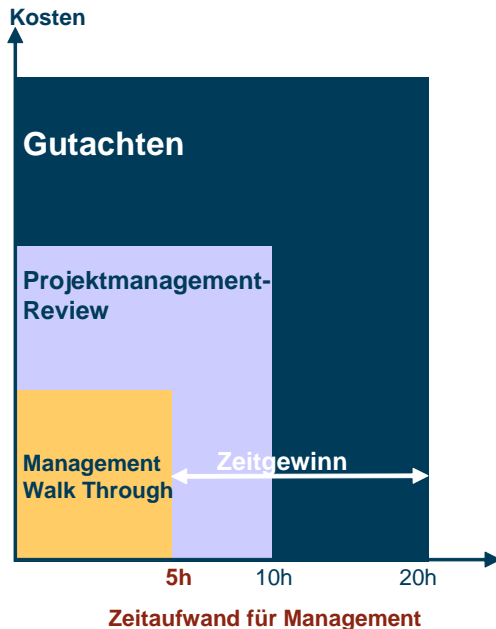 Kosten
Gutachten
Projektmanagement-
Review
Management
Walk Through
Zeitgewinn
5h
10h
20h
Zeitaufwand für Management